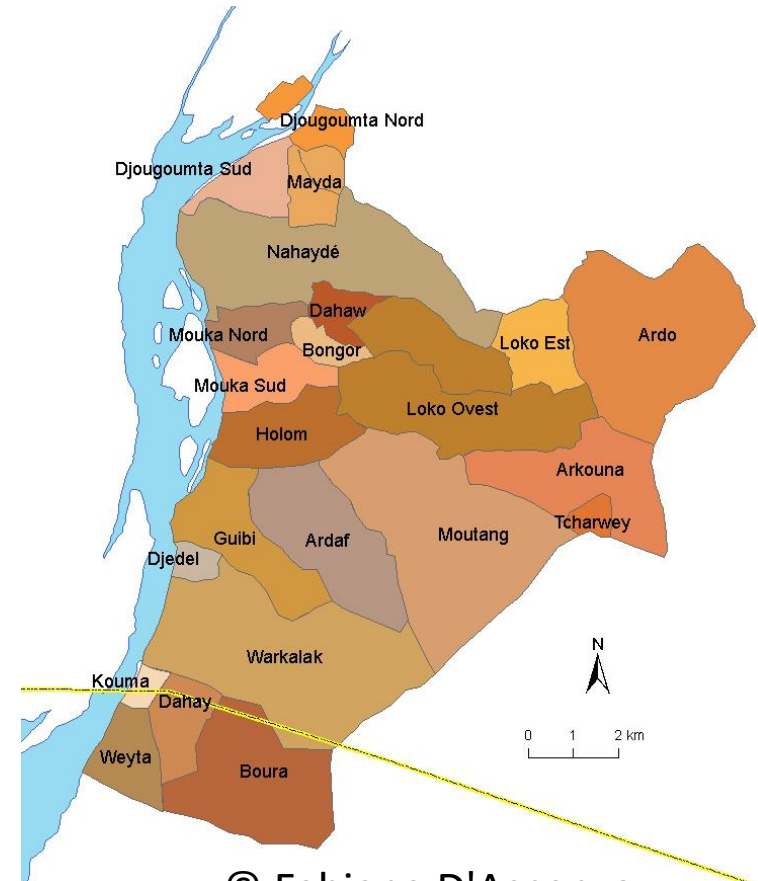 Djougoumta Nord
Djougoumta Sud
Mayda
Nahaydé
Dahaw
Mouka Nord
Bongor
Loko Est
Ardo
Mouka Sud
Loko Ovest
Holom
Arkouna
Tcharwey
Guibi
Ardaf
Moutang
Djedel
Warkalak
N
Kouma
Dahay
0 1 2 km
Weyta
Boura